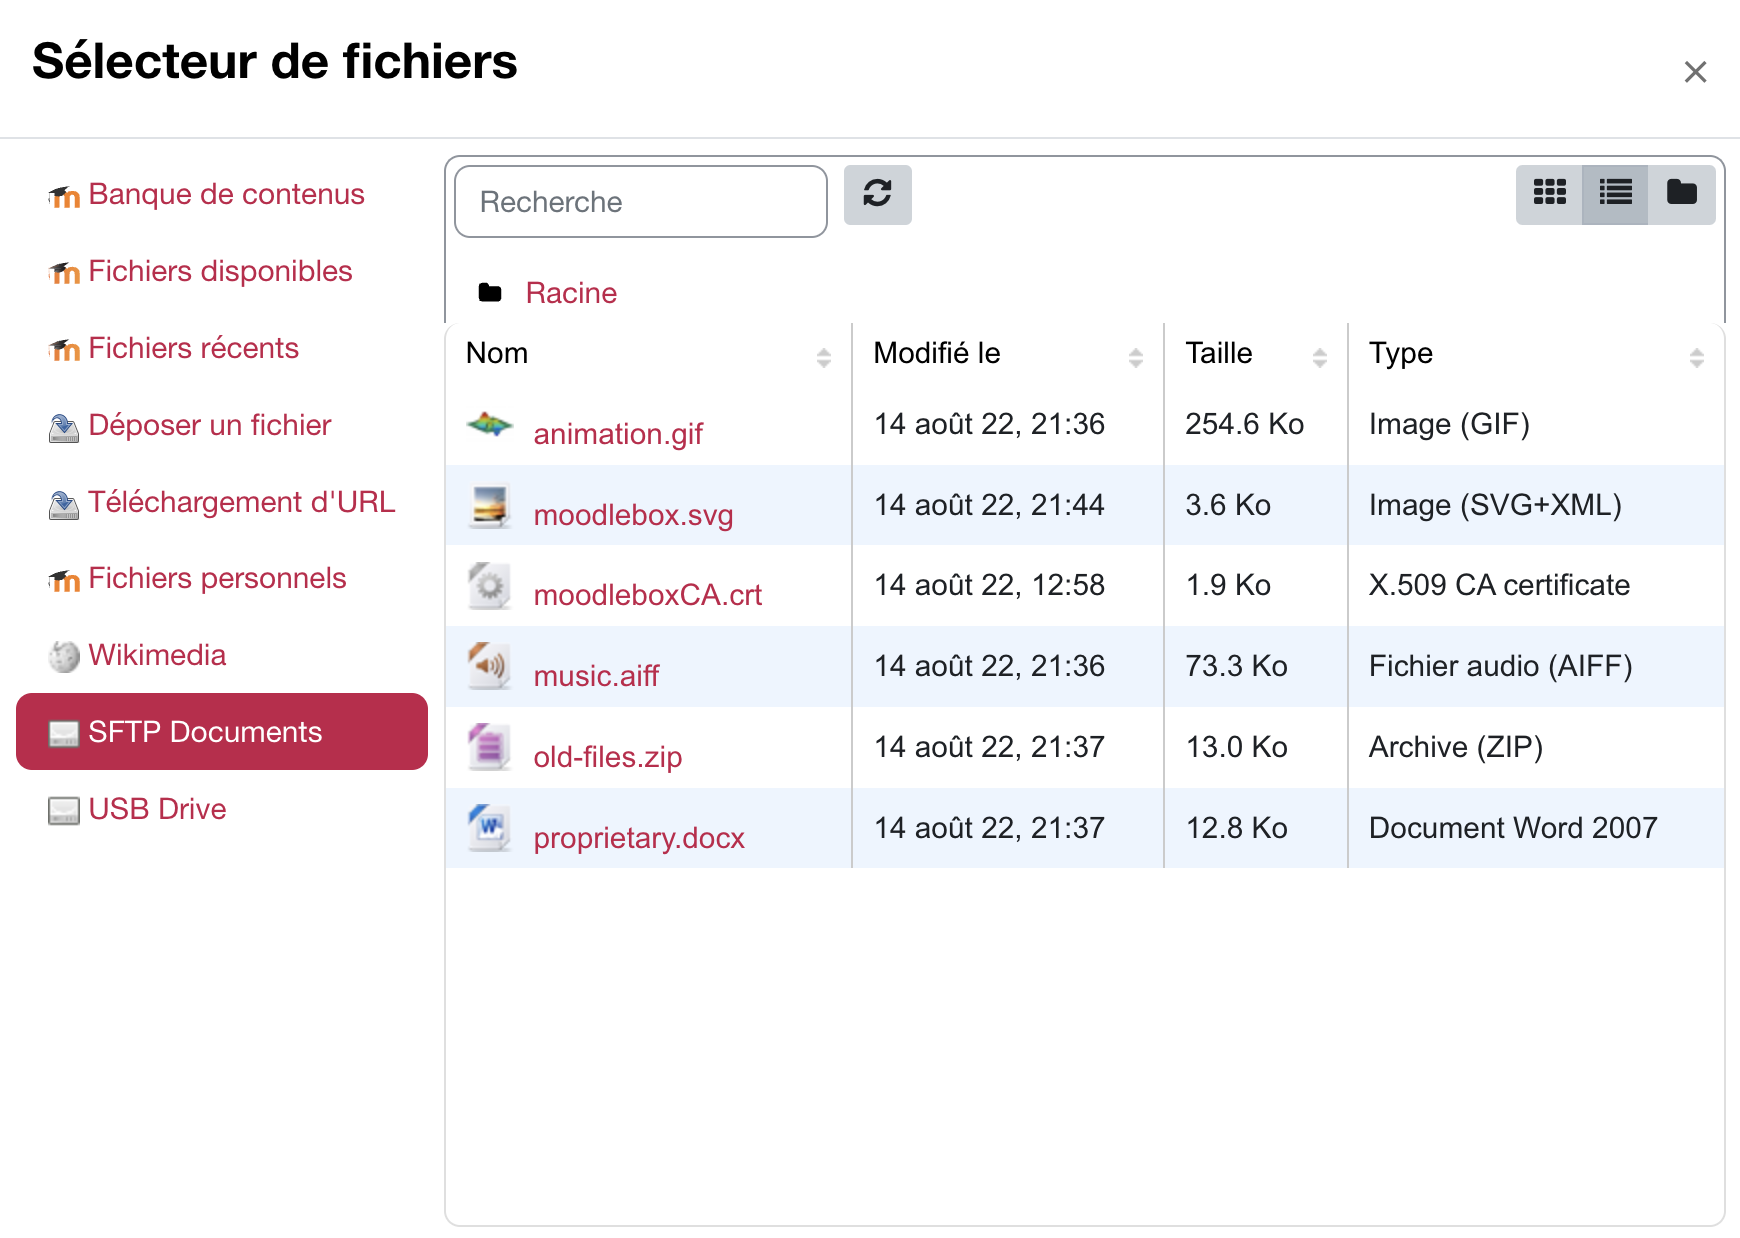 Sélecteur de fichiers
×
Banque de contenus
Fichiers disponibles
Fichiers récents
Déposer un fichier
Téléchargement d'URL
Fichiers personnels
Wikimedia
SFTP Documents
USB Drive
Recherche
Racine
Nom Modifié le Taille Type
animation.gif 14 août 22, 21:36 254.6 Ko Image (GIF)
moodlebox.svg 14 août 22, 21:44 3.6 Ko Image (SVG+XML)
moodleboxCA.crt 14 août 22, 12:58 1.9 Ko X.509 CA certificate
music.aiff 14 août 22, 21:36 73.3 Ko Fichier audio (AIFF)
old-files.zip 14 août 22, 21:37 13.0 Ko Archive (ZIP)
proprietary.docx 14 août 22, 21:37 12.8 Ko Document Word 2007